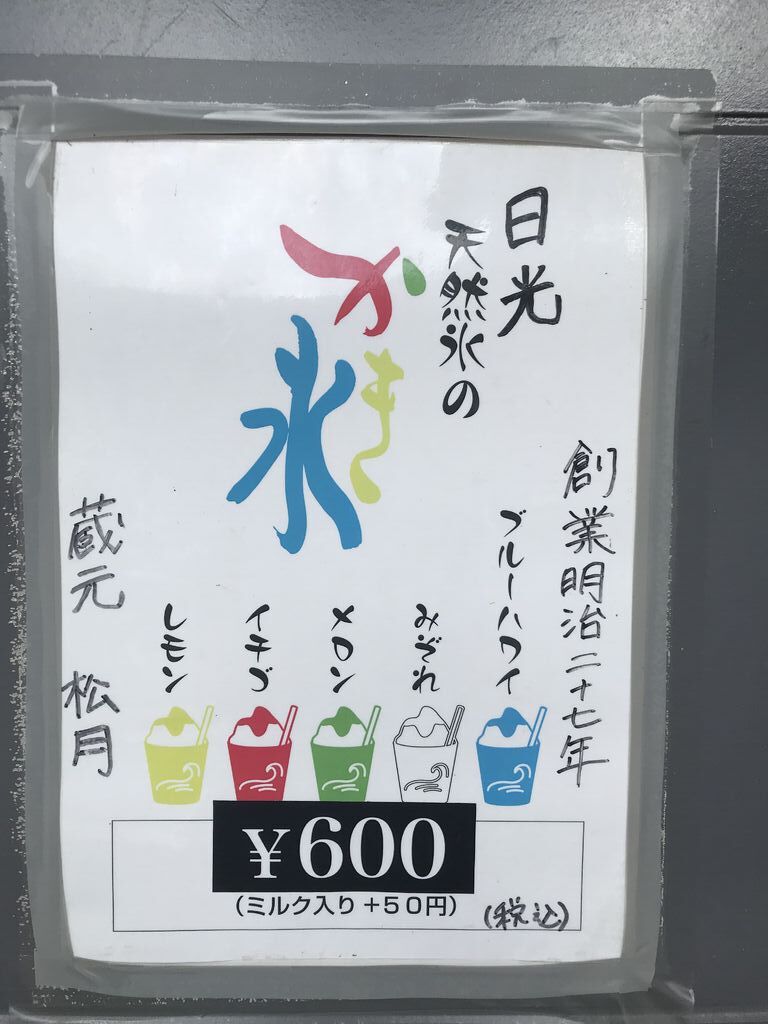 日光
天然氷の
かき
氷
創業明治二十七年
ブルーハワイ
みぞれ
メロン
イチゴ
レモン
蔵元 松月
¥600
(ミルク入り+50円)
(税込)